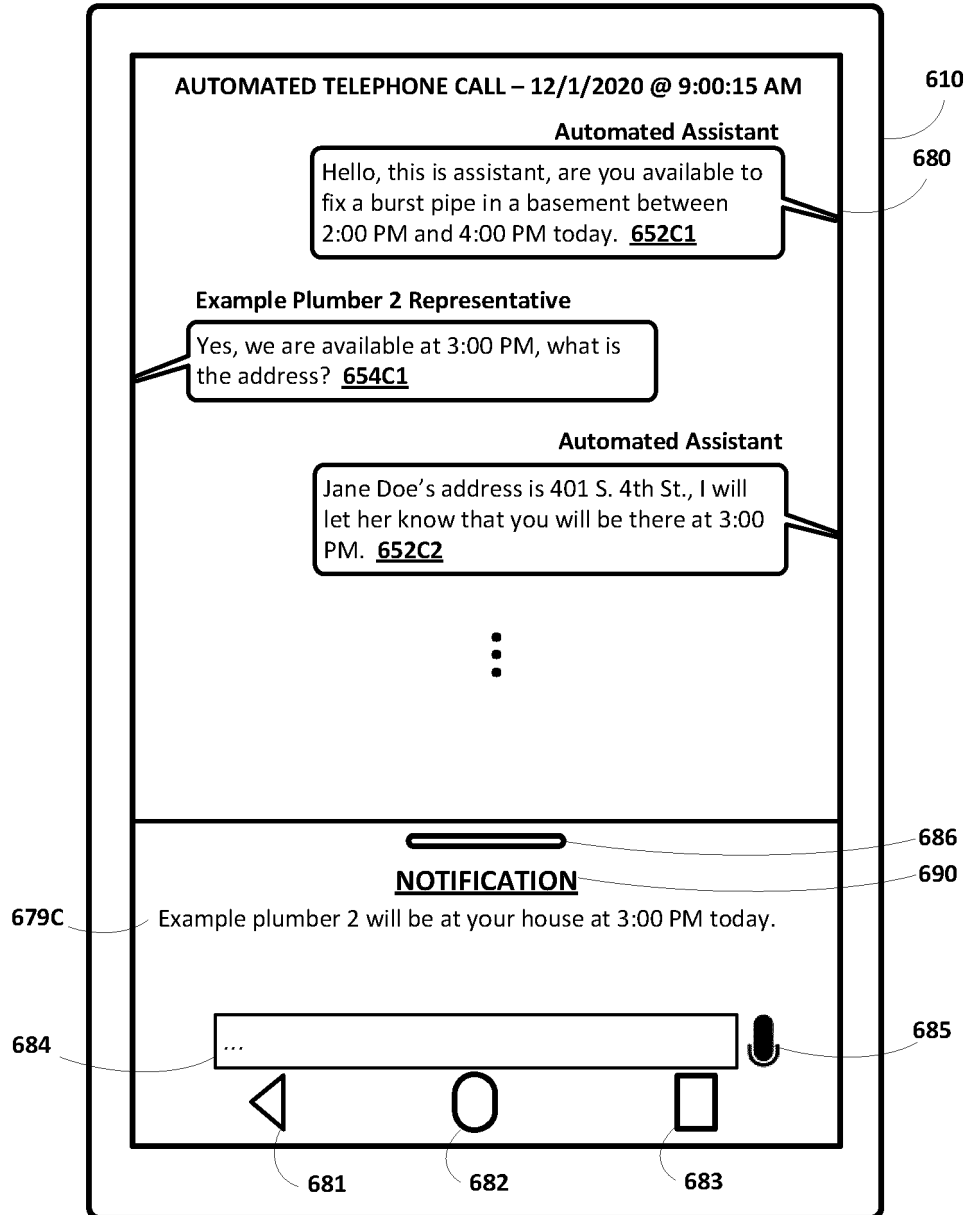 AUTOMATED TELEPHONE CALL – 12/1/2020 @ 9:00:15 AM
610
Automated Assistant
680
Hello, this is assistant, are you available to
fix a burst pipe in a basement between
2:00 PM and 4:00 PM today. 652C1
Example Plumber 2 Representative
Yes, we are available at 3:00 PM, what is
the address? 654C1
Automated Assistant
Jane Doe’s address is 401 S. 4th St., I will
let her know that you will be there at 3:00
PM. 652C2
686
NOTIFICATION
690
679C
Example plumber 2 will be at your house at 3:00 PM today.
684
...
685
681
682
683